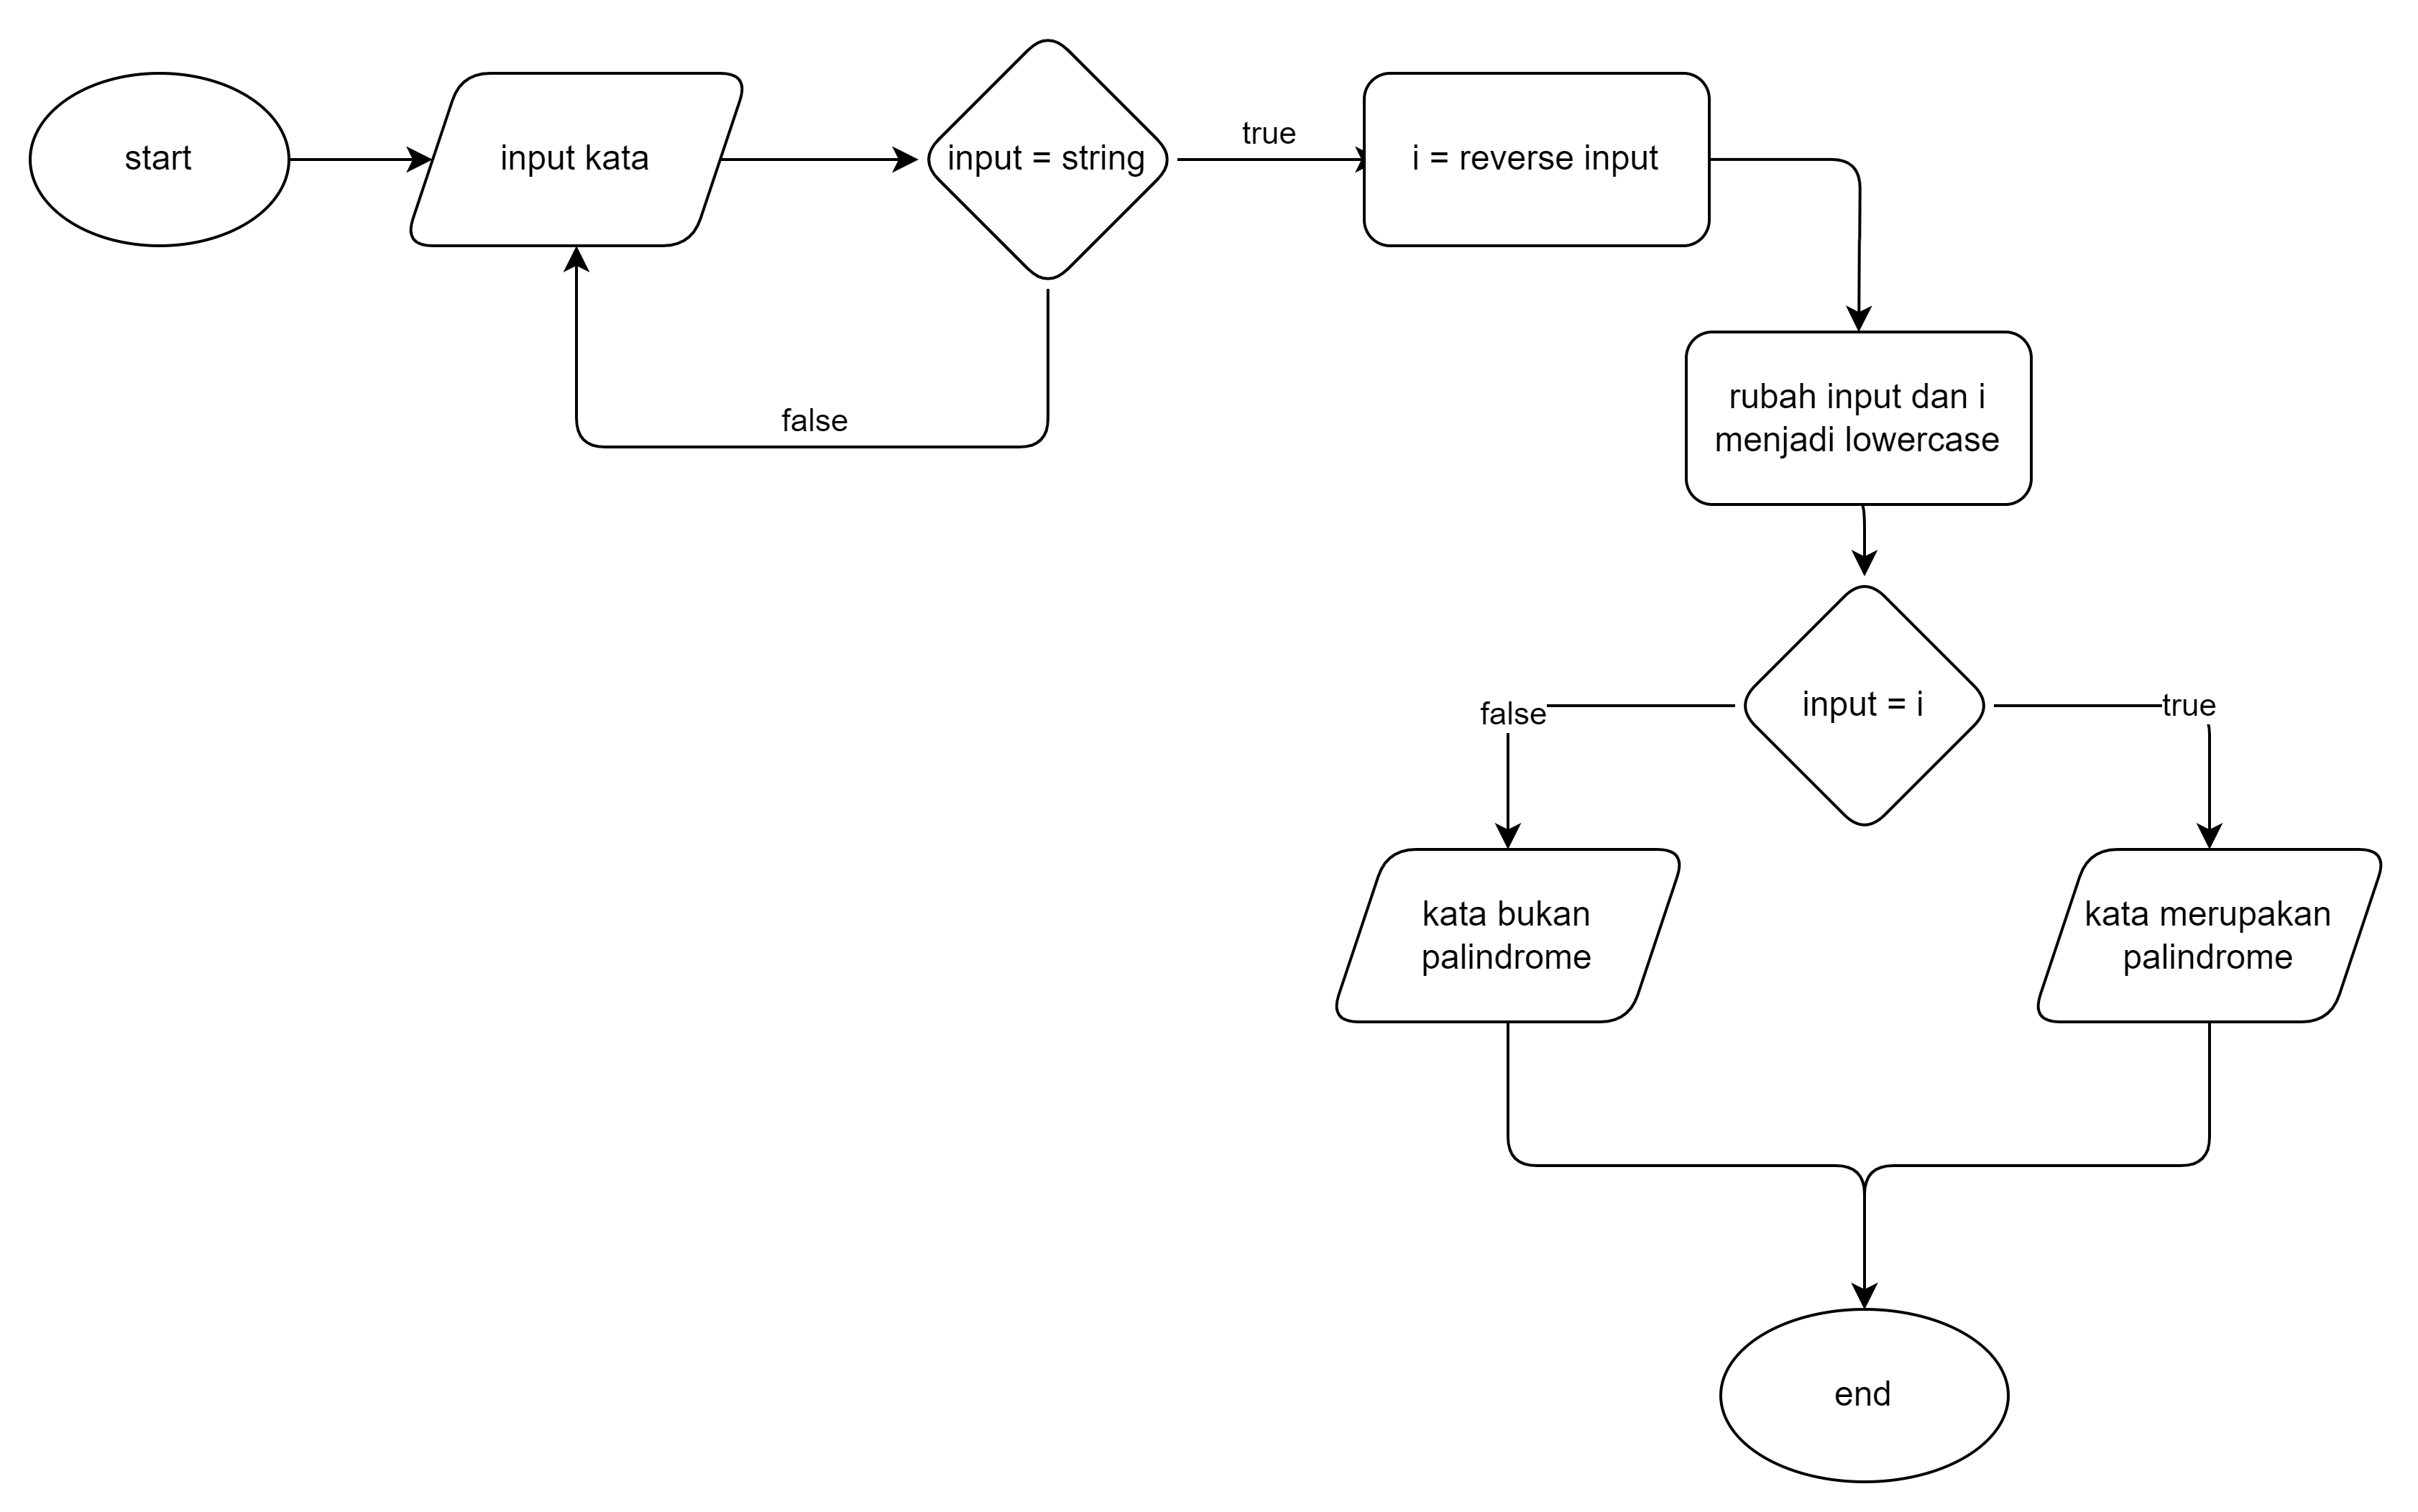 start
input kata
input = string
true
i = reverse input
false
rubah input dan i
menjadi lowercase
input = i
false
true
kata bukan
palindrome
kata merupakan
palindrome
end